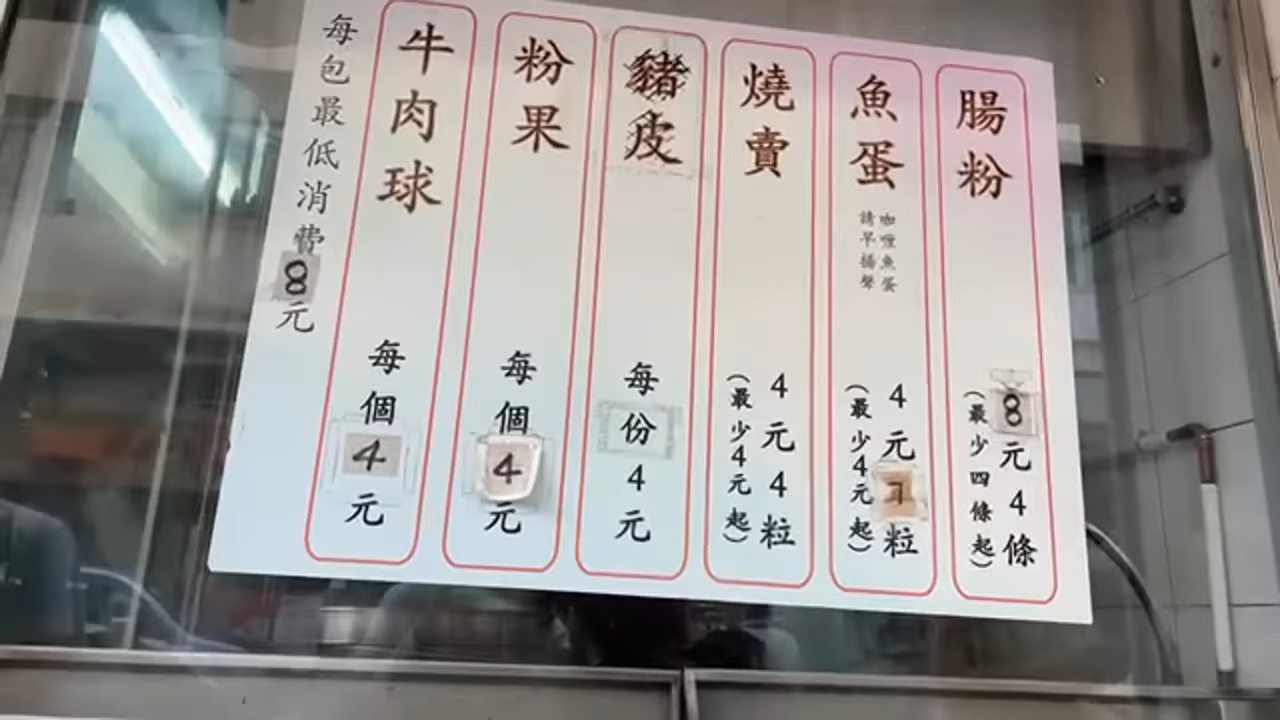 腸粉
8元4條
(最少四條起)
魚蛋
咖喱魚蛋
請早揚聲
4元7粒
(最少4元起)
燒賣
4元4粒
(最少4元起)
豬皮
每份4元
粉果
每個4元
牛肉球
每個4元
每包最低消費8元